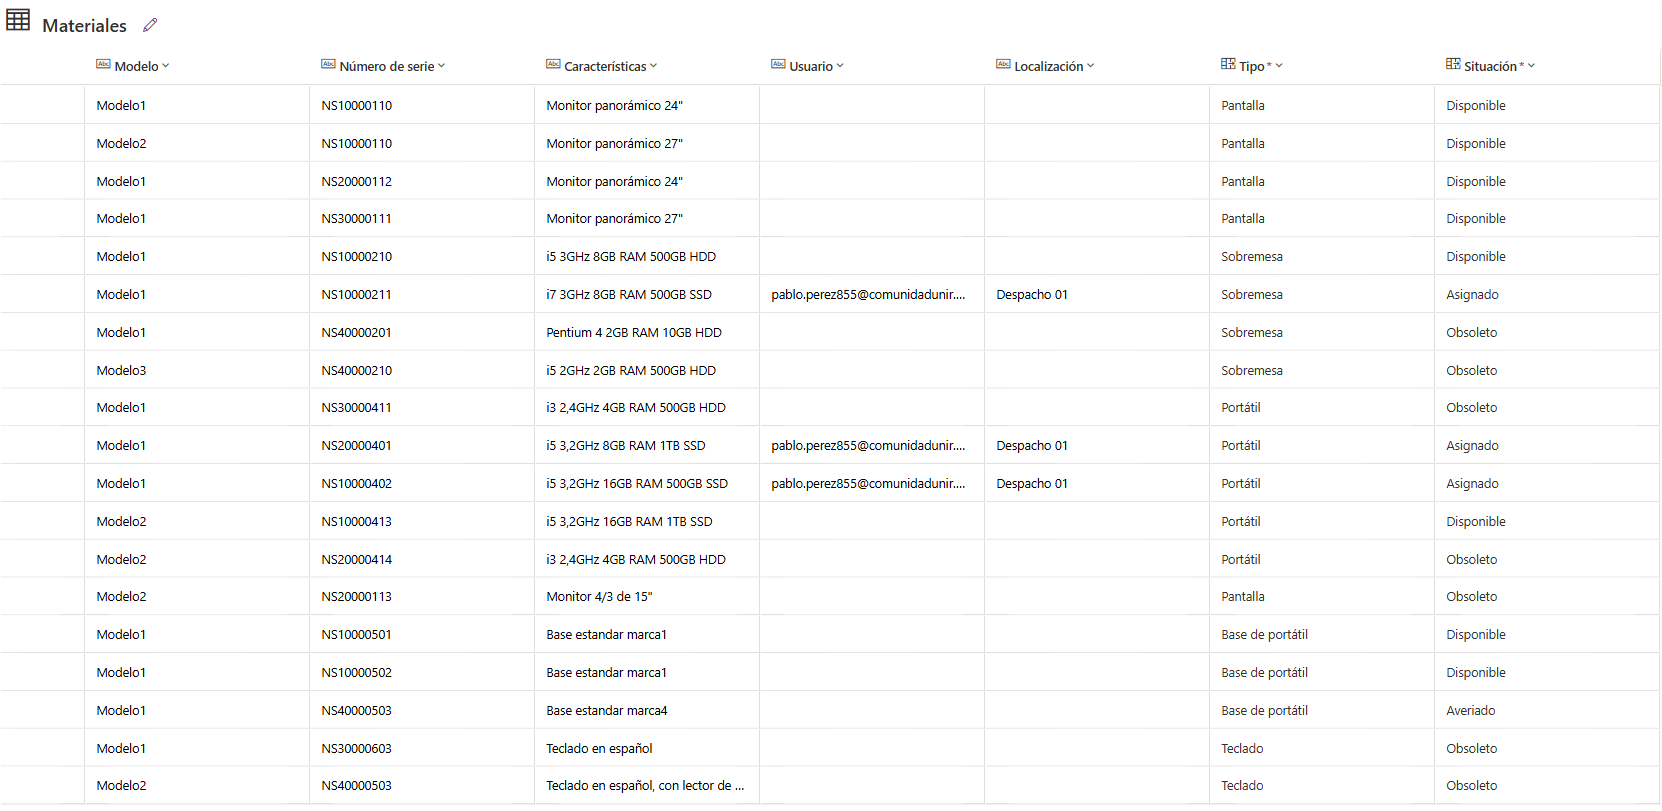 Materiales
Modelo Número de serie Características Usuario Localización Tipo* Situación*
Modelo1 NS10000110 Monitor panorámico 24" Pantalla Disponible
Modelo2 NS10000110 Monitor panorámico 27" Pantalla Disponible
Modelo1 NS20000112 Monitor panorámico 24" Pantalla Disponible
Modelo1 NS30000111 Monitor panorámico 27" Pantalla Disponible
Modelo1 NS10000210 i5 3GHz 8GB RAM 500GB HDD Sobremesa Disponible
Modelo1 NS10000211 i7 3GHz 8GB RAM 500GB SSD pablo.perez855@comunidadunir.... Despacho 01 Sobremesa Asignado
Modelo1 NS40000201 Pentium 4 2GB RAM 10GB HDD Sobremesa Obsoleto
Modelo3 NS40000210 i5 2GHz 2GB RAM 500GB HDD Sobremesa Obsoleto
Modelo1 NS30000411 i3 2,4GHz 4GB RAM 500GB HDD Portátil Obsoleto
Modelo1 NS20000401 i5 3,2GHz 8GB RAM 1TB SSD pablo.perez855@comunidadunir.... Despacho 01 Portátil Asignado
Modelo1 NS10000402 i5 3,2GHz 16GB RAM 500GB SSD pablo.perez855@comunidadunir.... Despacho 01 Portátil Asignado
Modelo2 NS10000413 i5 3,2GHz 16GB RAM 1TB SSD Portátil Disponible
Modelo2 NS20000414 i3 2,4GHz 4GB RAM 500GB HDD Portátil Obsoleto
Modelo2 NS20000113 Monitor 4/3 de 15" Pantalla Obsoleto
Modelo1 NS10000501 Base estandar marca1 Base de portátil Disponible
Modelo1 NS10000502 Base estandar marca1 Base de portátil Disponible
Modelo1 NS40000503 Base estandar marca4 Base de portátil Averiado
Modelo1 NS30000603 Teclado en español Teclado Obsoleto
Modelo2 NS40000503 Teclado en español, con lector de ... Teclado Obsoleto